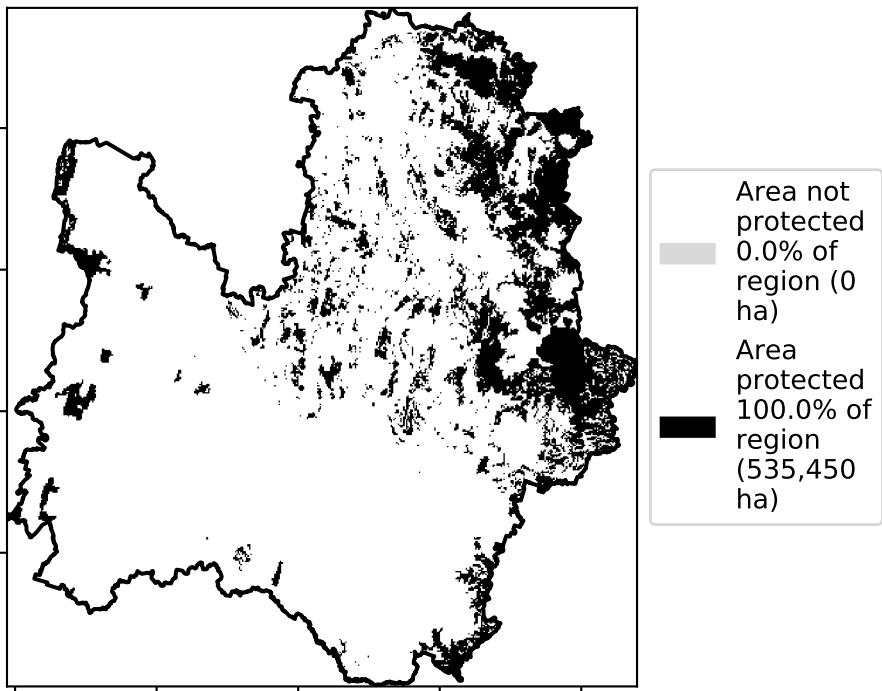 Area not
protected
0.0% of
region (0
ha)
Area
protected
100.0% of
region
(535,450
ha)